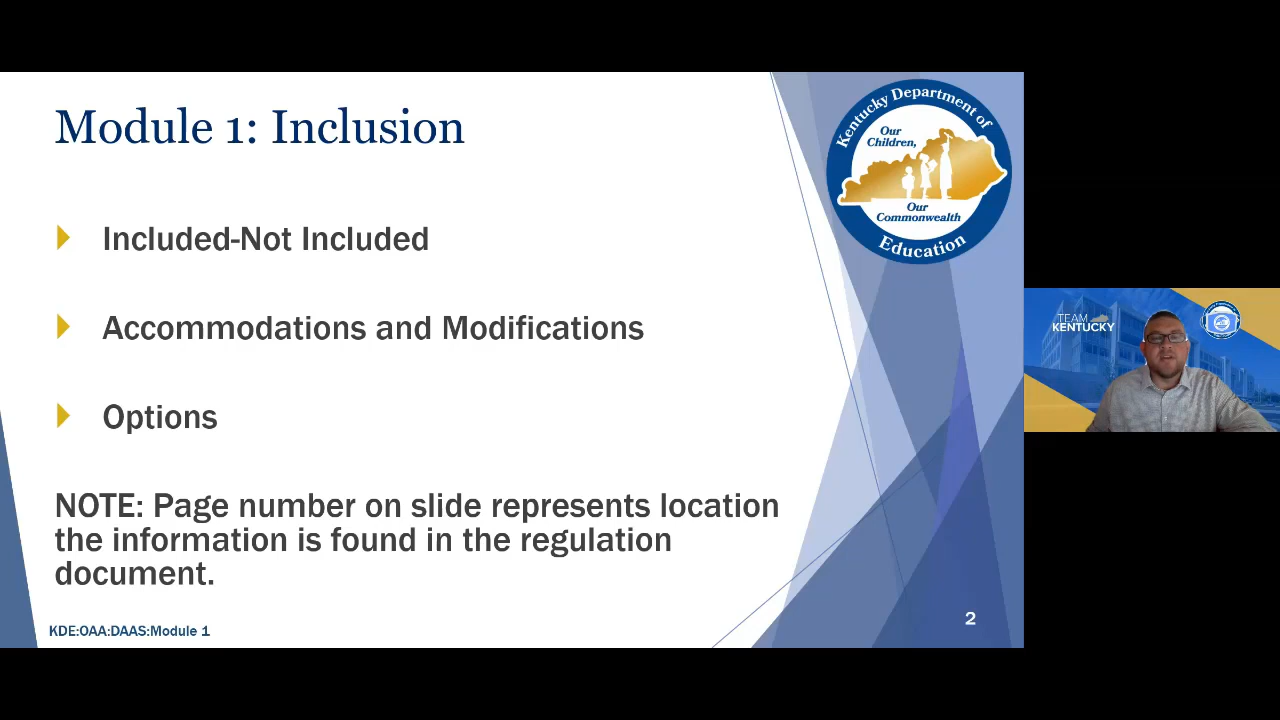 Module 1: Inclusion
Kentucky Department of
Our
Children,
Our
Commonwealth
Education
Included-Not Included
Accommodations and Modifications
Options
NOTE: Page number on slide represents location
the information is found in the regulation
document.
KDE:OAA:DAAS:Module 1
2
TEAM
KENTUCKY